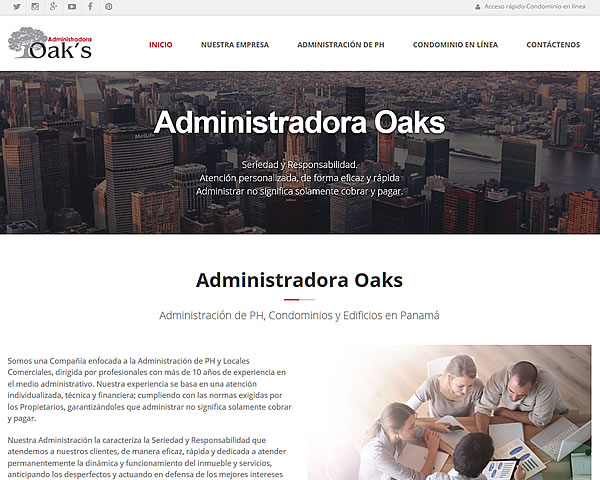 Acceso rápido Condominio en línea
Administradora
Oak's
INICIO NUESTRA EMPRESA ADMINISTRACIÓN DE PH CONDOMINIO EN LÍNEA CONTÁCTENOS
MetLife
Administradora Oaks
Seriedad y Responsabilidad.
Atención personalizada, de forma eficaz y rápida
Administrar no significa solamente cobrar y pagar.
Administradora Oaks
Administración de PH, Condominios y Edificios en Panamá
Somos una Compañía enfocada a la Administración de PH y Locales
Comerciales, dirigida por profesionales con más de 10 años de experiencia en
el medio administrativo. Nuestra experiencia se basa en una atención
individualizada, técnica y financiera; cumpliendo con las normas exigidas por
los Propietarios, garantizándoles que administrar no significa solamente cobrar
y pagar.
Nuestra Administración la caracteriza la Seriedad y Responsabilidad que
atendemos a nuestros clientes, de manera eficaz, rápida y dedicada a atender
permanentemente la dinámica y funcionamiento del inmueble y servicios,
anticipando los desperfectos y actuando en defensa de los mejores intereses